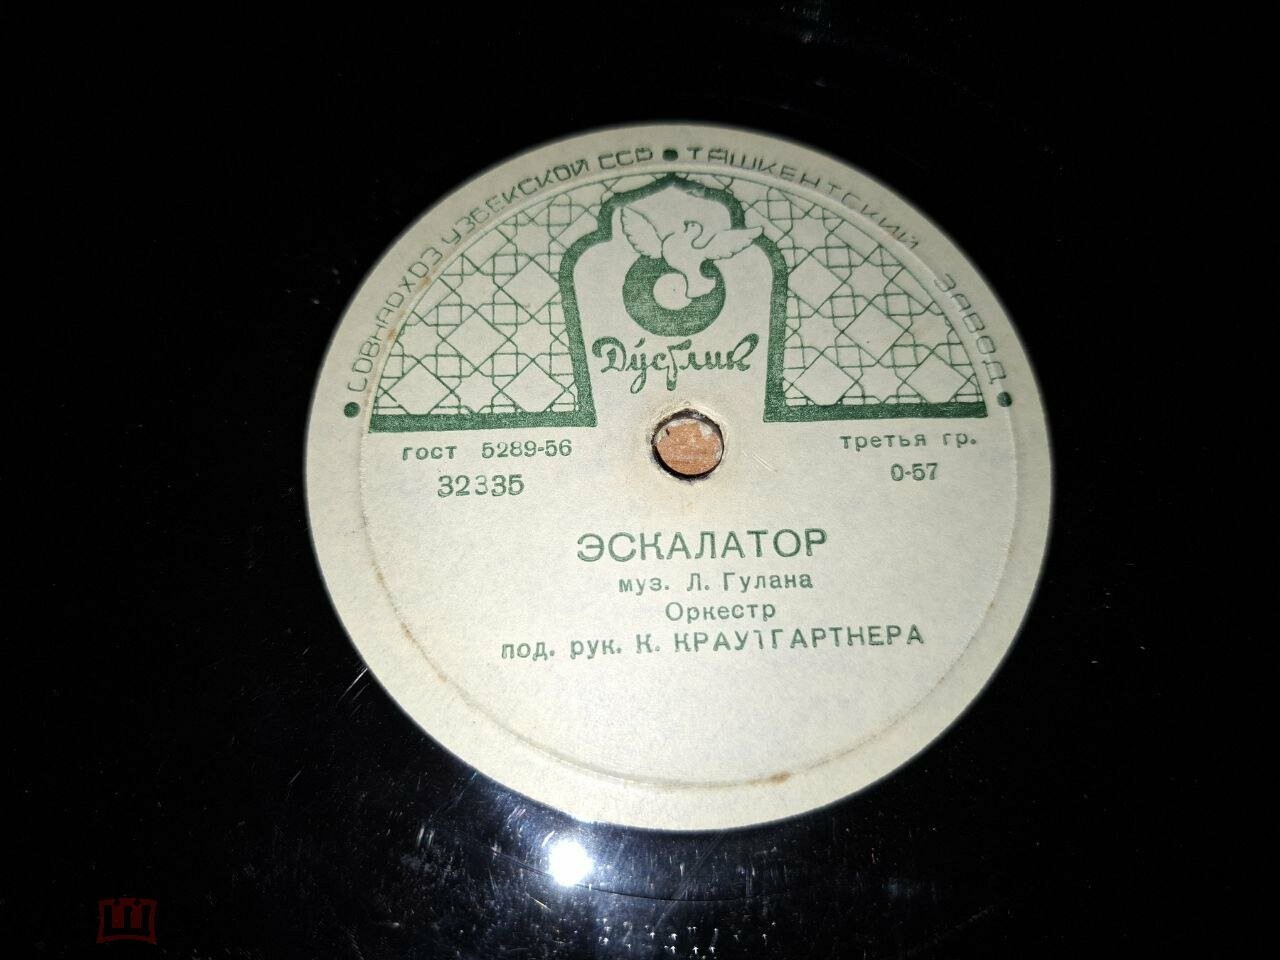 СОВНАРХОЗ УЗБЕКСКОЙ ССР • ТАШКЕНТСКИЙ ЗАВОД
Дўстлик
гост 5289-56
третья гр.
32335
0-57
ЭСКАЛАТОР
муз. Л. Гулана
Оркестр
под. рук. К. КРАУТГАРТНЕРА